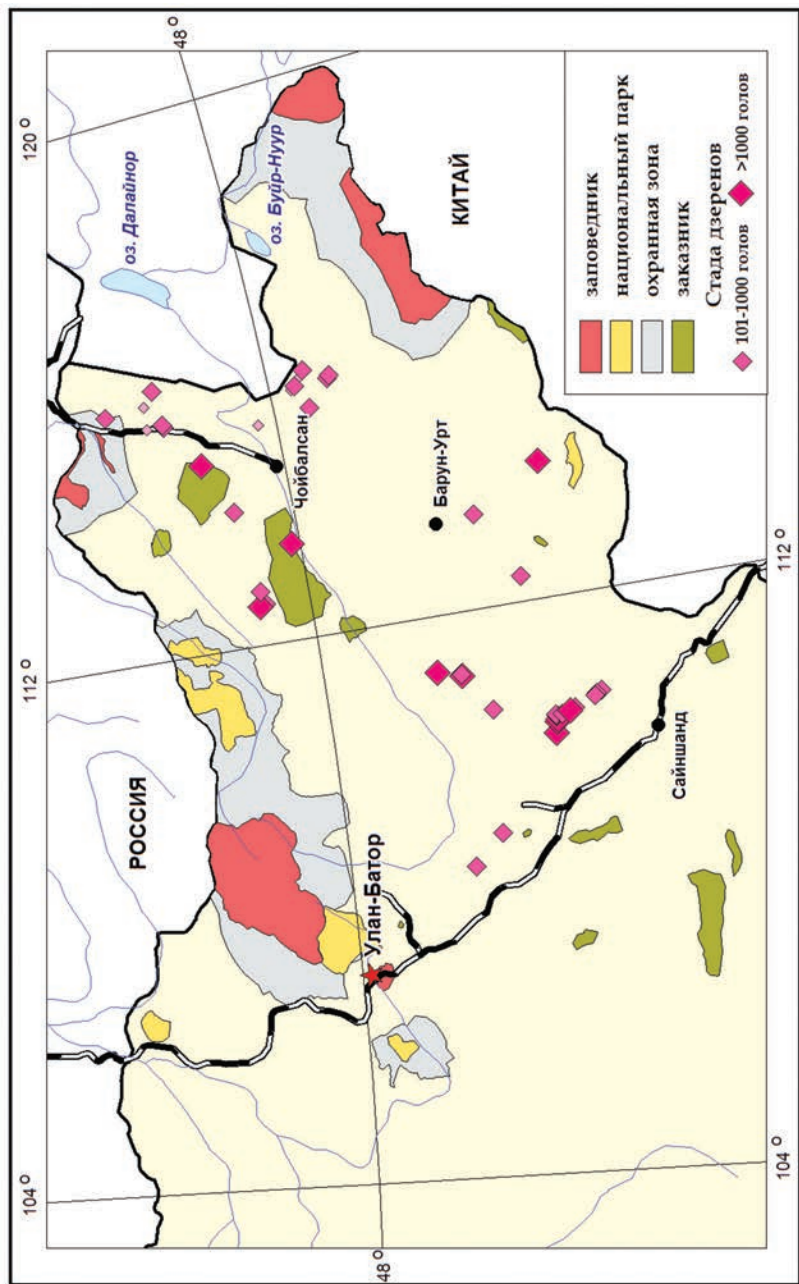 104 °
112 °
120 °
48 °
РОССИЯ
оз. Далайнор
оз. Буйр-Нуур
Чойбалсан
КИТАЙ
Улан-Батор
Барун-Урт
Сайншанд
48 °
104 °
112 °
заповедник
национальный парк
охранная зона
заказник
Стада дзеренов
101-1000 голов
>1000 голов